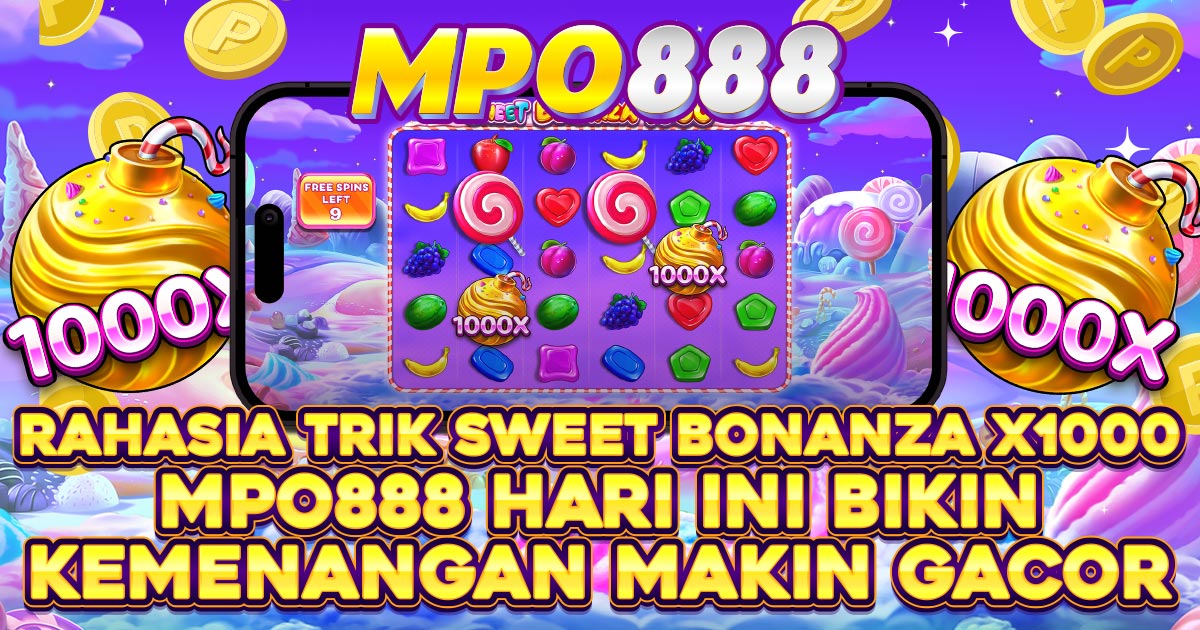 MPO888
FREE SPINS
LEFT
9
1000X
1000X
1000X
1000X
RAHASIA TRIK SWEET BONANZA X1000
MPO888 HARI INI BIKIN
KEMENANGAN MAKIN GACOR